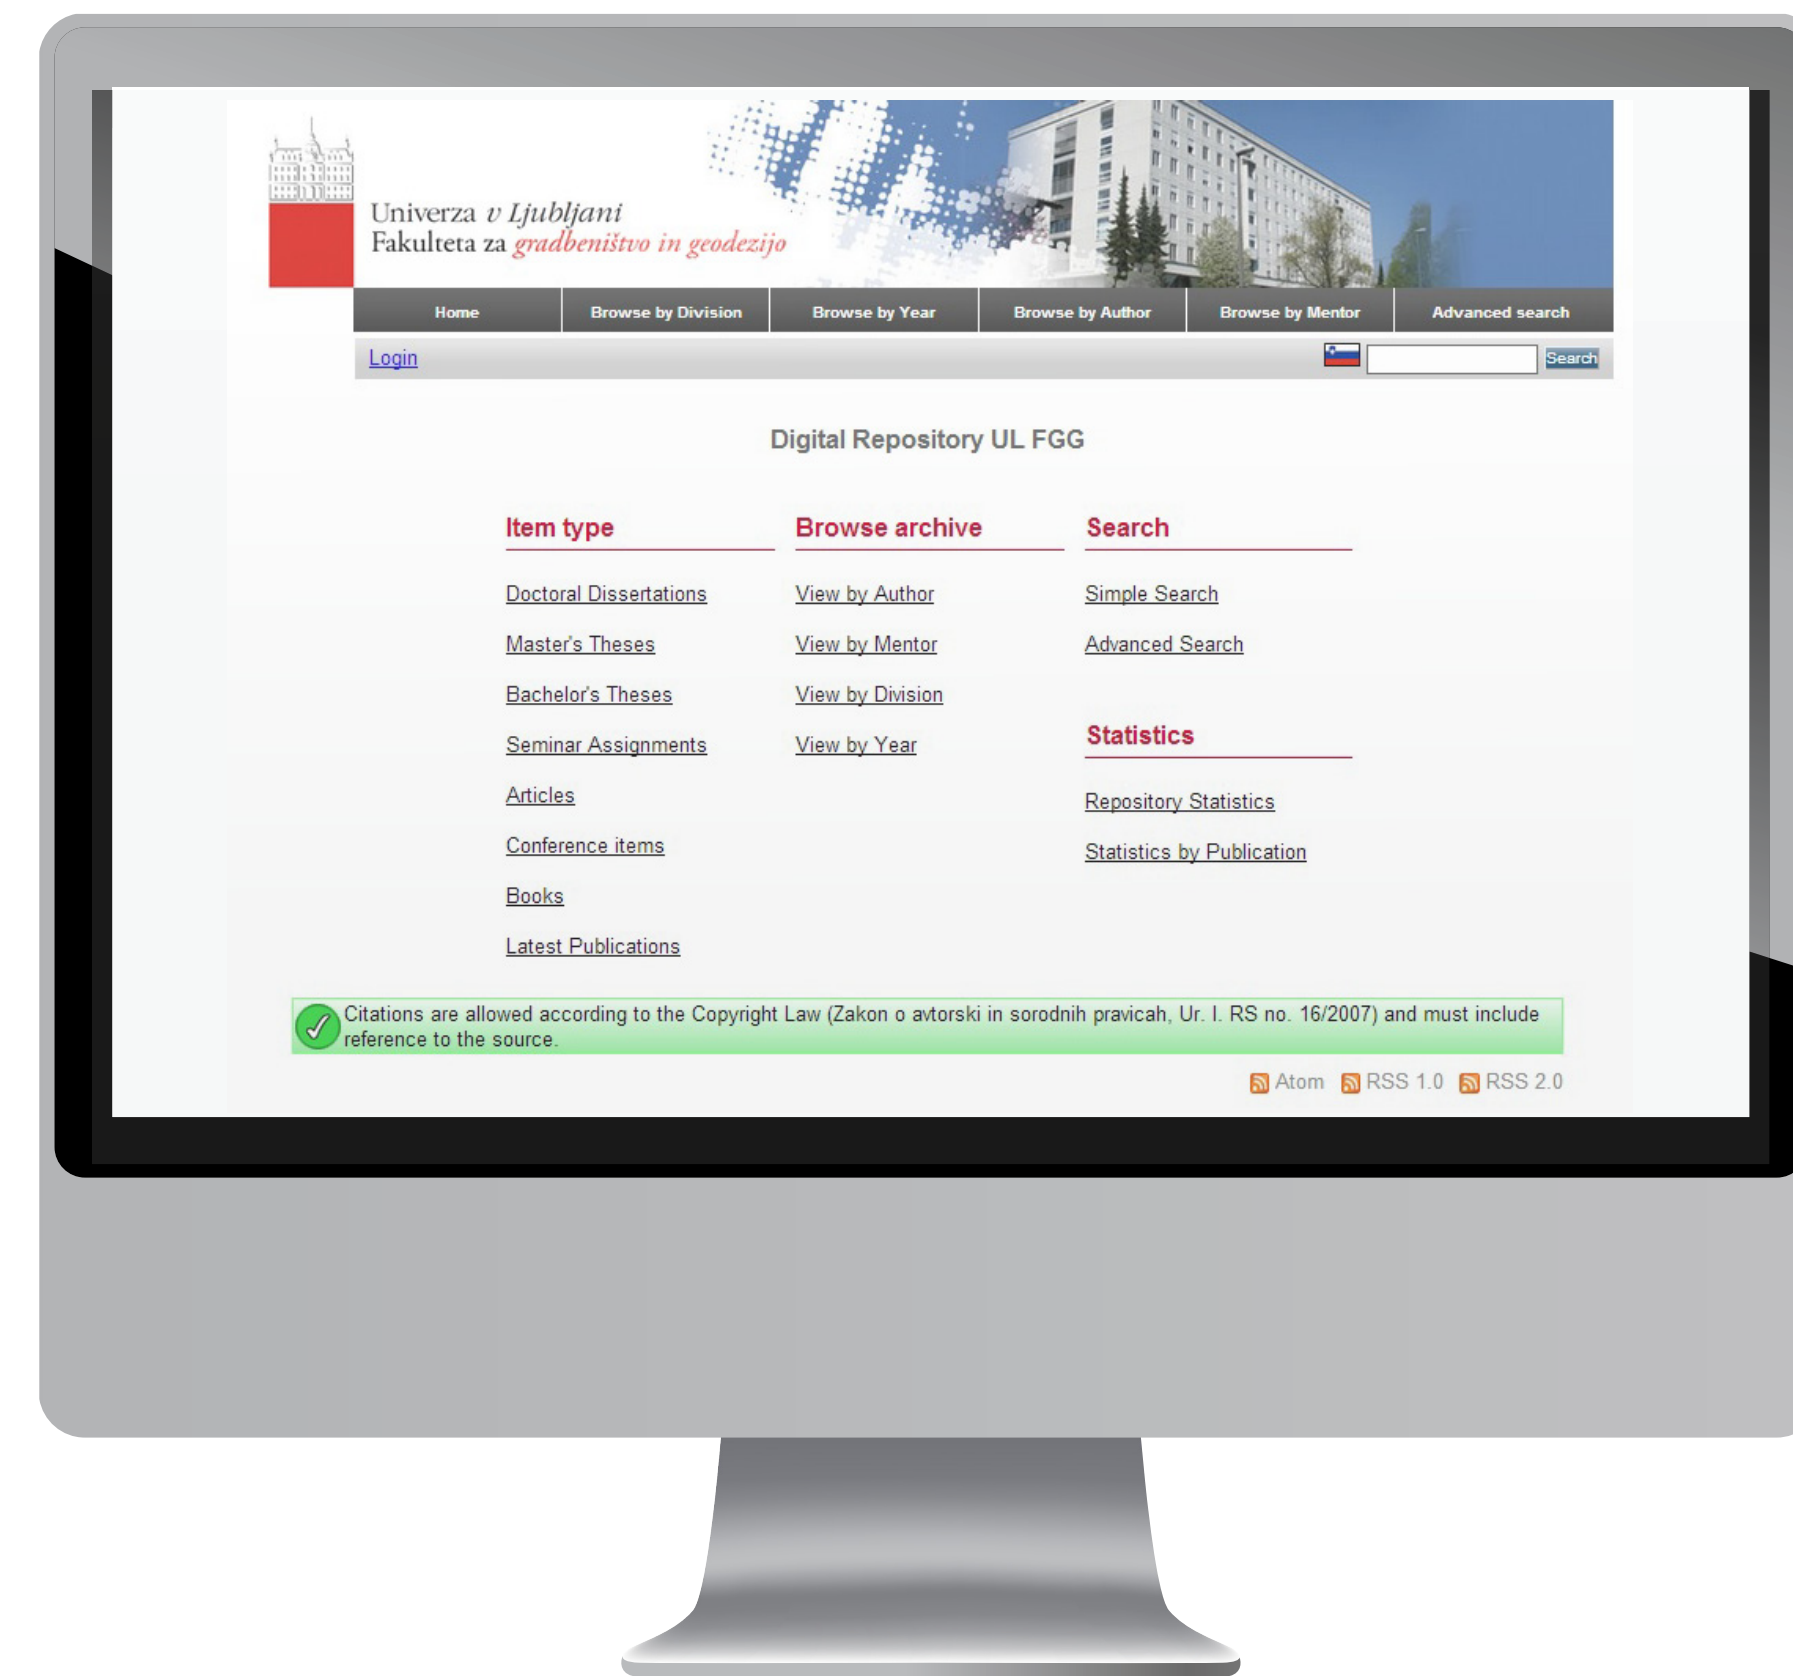 Univerza v Ljubljani
Fakulteta za gradbeništvo in geodezijo
Home Browse by Division Browse by Year Browse by Author Browse by Mentor Advanced search
Login Search
Digital Repository UL FGG
Item type Browse archive Search
Doctoral Dissertations View by Author Simple Search
Master's Theses View by Mentor Advanced Search
Bachelor's Theses View by Division
Statistics
Seminar Assignments View by Year
Articles Repository Statistics
Conference items Statistics by Publication
Books
Latest Publications
Citations are allowed according to the Copyright Law (Zakon o avtorski in sorodnih pravicah, Ur. l. RS no. 16/2007) and must include
reference to the source.
Atom RSS 1.0 RSS 2.0